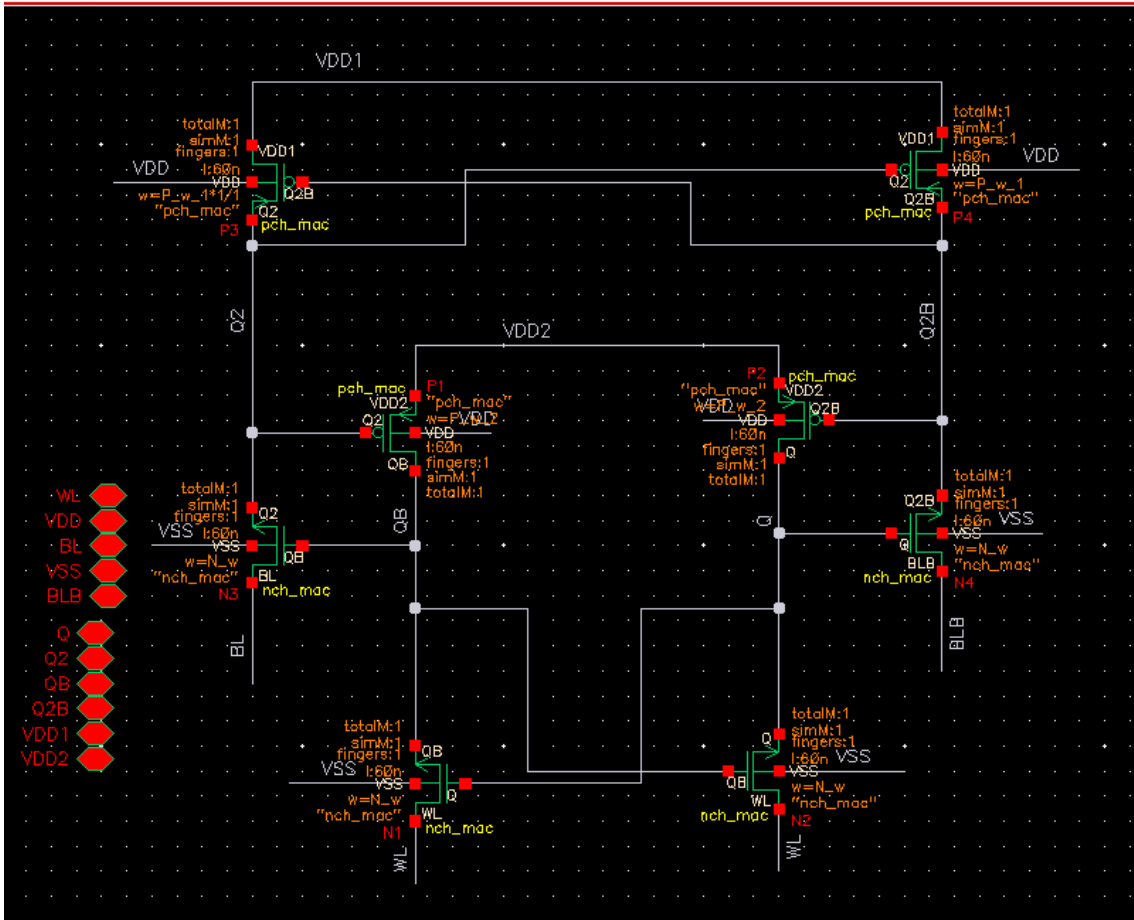 VDD1
totalM:1
simM:1
fingers:1
VDD1
l:60n
VDD
VDD
w=P_w_1*1/1
Q2B
"pch_mac"
Q2
P3
pch_mac
totalM:1
simM:1
fingers:1
VDD1
l:60n
VDD
VDD
Q2
w=P_w_1
Q2B
"pch_mac"
pch_mac
P4
Q2
Q2B
VDD2
pch_mac
P1
VDD2
"pch_mac"
Q2
w=P_w_2
VDD
VDD
l:60n
QB
fingers:1
simM:1
totalM:1
P2
pch_mac
"pch_mac"
VDD2
VDD
w=P_w_2
Q2B
VDD
l:60n
fingers:1
Q
simM:1
totalM:1
WL
VDD
BL
VSS
BLB
Q
Q2
QB
Q2B
VDD1
VDD2
totalM:1
simM:1
fingers:1
Q2
VSS
l:60n
VSS
QB
w=N_w
BL
"nch_mac"
nch_mac
N3
QB
Q
totalM:1
simM:1
Q2B
fingers:1
VSS
l:60n
VSS
Q
w=N_w
BLB
"nch_mac"
nch_mac
N4
BL
BLB
totalM:1
simM:1
QB
fingers:1
VSS
l:60n
VSS
Q
w=N_w
WL
"nch_mac"
nch_mac
N1
WL
totalM:1
simM:1
Q
fingers:1
VSS
l:60n
VSS
QB
w=N_w
WL
"nch_mac"
nch_mac
N2
WL